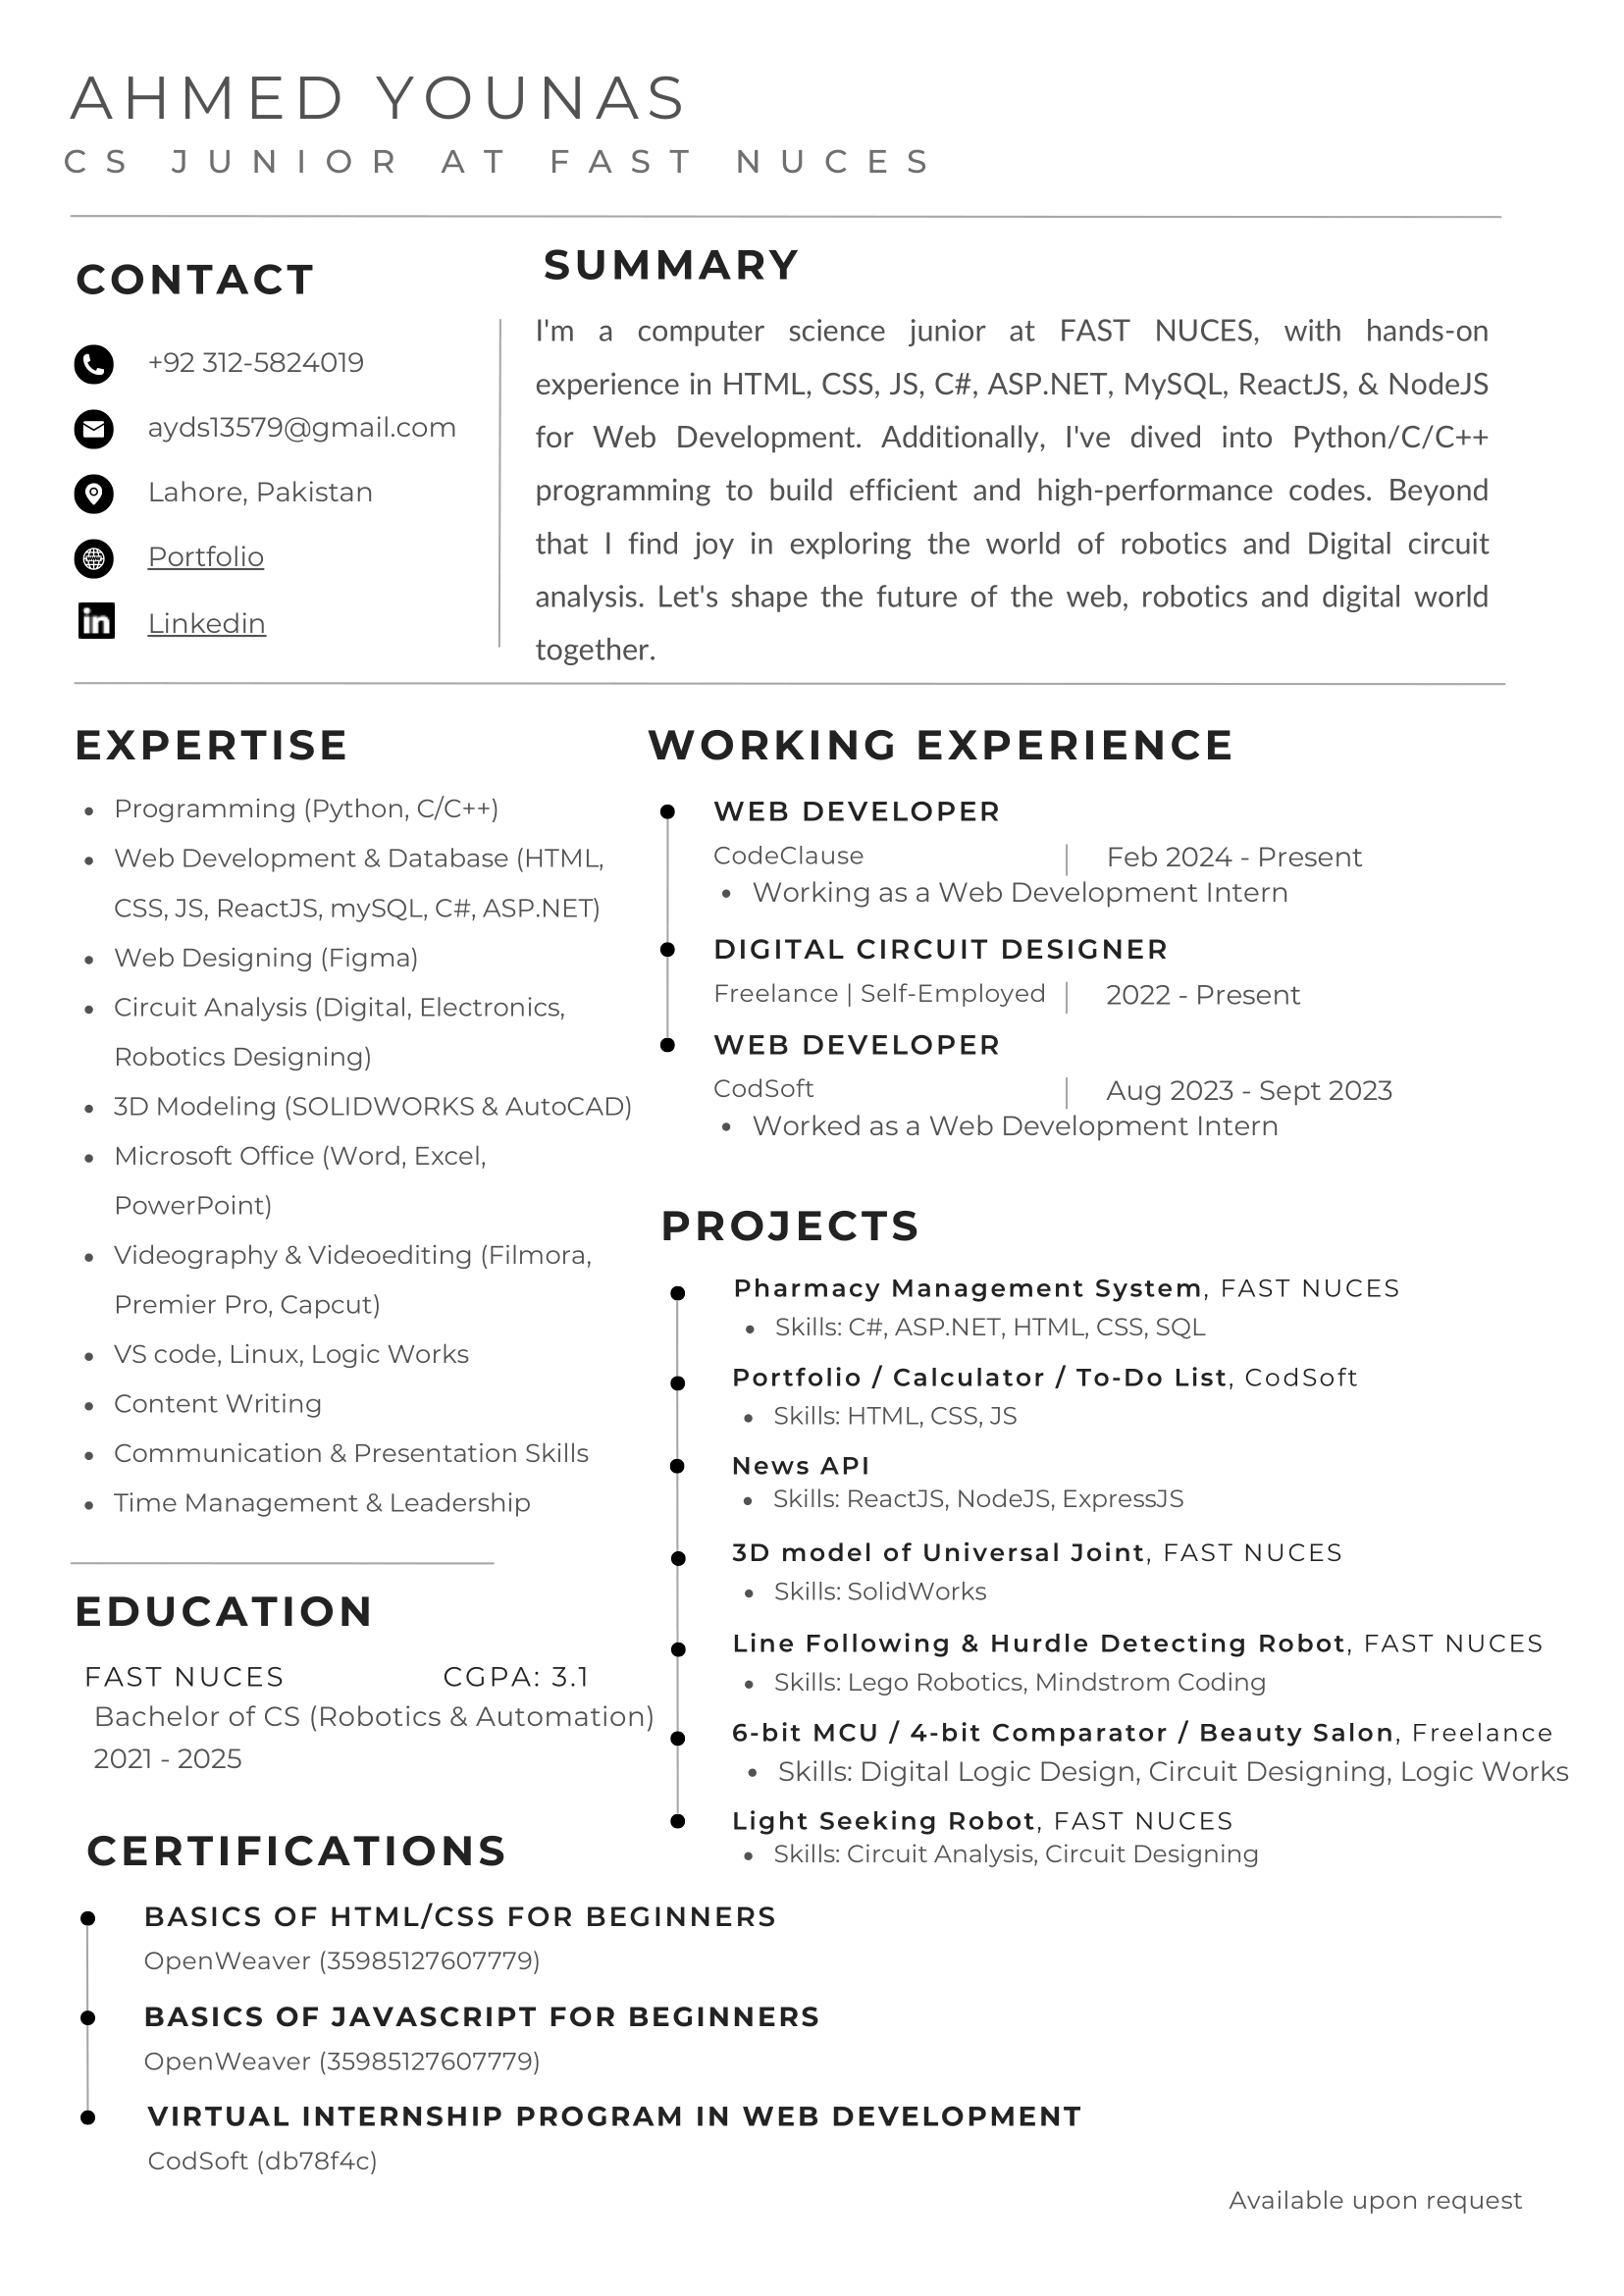 AHMED YOUNAS
CS JUNIOR AT FAST NUCES
CONTACT
+92 312-5824019
ayds13579@gmail.com
Lahore, Pakistan
Portfolio
Linkedin
SUMMARY
I'm a computer science junior at FAST NUCES, with hands-on
experience in HTML, CSS, JS, C#, ASP.NET, MySQL, ReactJS, & NodeJS
for Web Development. Additionally, I've dived into Python/C/C++
programming to build efficient and high-performance codes. Beyond
that I find joy in exploring the world of robotics and Digital circuit
analysis. Let's shape the future of the web, robotics and digital world
together.
EXPERTISE
• Programming (Python, C/C++)
• Web Development & Database (HTML,
CSS, JS, ReactJS, mySQL, C#, ASP.NET)
• Web Designing (Figma)
• Circuit Analysis (Digital, Electronics,
Robotics Designing)
• 3D Modeling (SOLIDWORKS & AutoCAD)
• Microsoft Office (Word, Excel,
PowerPoint)
• Videography & Videoediting (Filmora,
Premier Pro, Capcut)
• VS code, Linux, Logic Works
• Content Writing
• Communication & Presentation Skills
• Time Management & Leadership
EDUCATION
FAST NUCES CGPA: 3.1
Bachelor of CS (Robotics & Automation)
2021 - 2025
WORKING EXPERIENCE
WEB DEVELOPER
CodeClause | Feb 2024 - Present
• Working as a Web Development Intern
DIGITAL CIRCUIT DESIGNER
Freelance | Self-Employed | 2022 - Present
WEB DEVELOPER
CodSoft | Aug 2023 - Sept 2023
• Worked as a Web Development Intern
PROJECTS
Pharmacy Management System, FAST NUCES
• Skills: C#, ASP.NET, HTML, CSS, SQL
Portfolio / Calculator / To-Do List, CodSoft
• Skills: HTML, CSS, JS
News API
• Skills: ReactJS, NodeJS, ExpressJS
3D model of Universal Joint, FAST NUCES
• Skills: SolidWorks
Line Following & Hurdle Detecting Robot, FAST NUCES
• Skills: Lego Robotics, Mindstrom Coding
6-bit MCU / 4-bit Comparator / Beauty Salon, Freelance
• Skills: Digital Logic Design, Circuit Designing, Logic Works
Light Seeking Robot, FAST NUCES
• Skills: Circuit Analysis, Circuit Designing
CERTIFICATIONS
BASICS OF HTML/CSS FOR BEGINNERS
OpenWeaver (35985127607779)
BASICS OF JAVASCRIPT FOR BEGINNERS
OpenWeaver (35985127607779)
VIRTUAL INTERNSHIP PROGRAM IN WEB DEVELOPMENT
CodSoft (db78f4c)
Available upon request